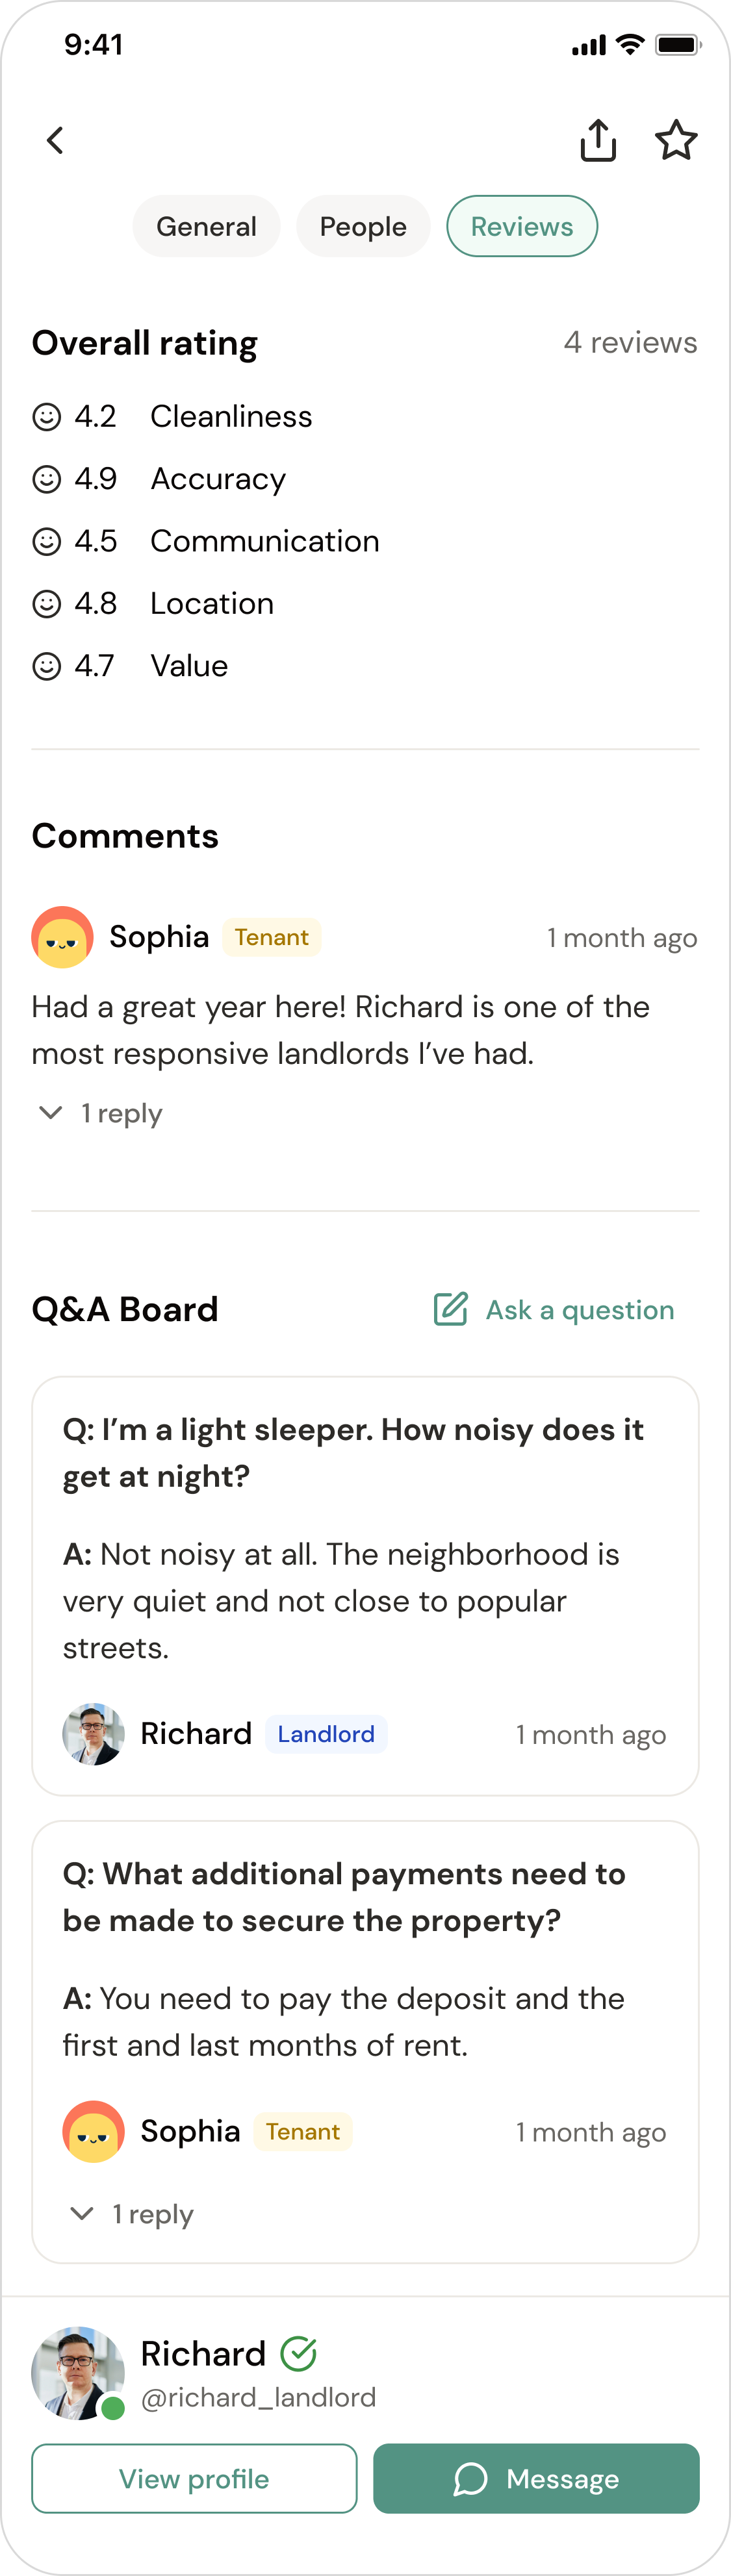 9:41
General People Reviews
Overall rating 4 reviews
4.2 Cleanliness
4.9 Accuracy
4.5 Communication
4.8 Location
4.7 Value
Comments
Sophia Tenant 1 month ago
Had a great year here! Richard is one of the
most responsive landlords I’ve had.
1 reply
Q&A Board Ask a question
Q: I’m a light sleeper. How noisy does it
get at night?
A: Not noisy at all. The neighborhood is
very quiet and not close to popular
streets.
Richard Landlord 1 month ago
Q: What additional payments need to
be made to secure the property?
A: You need to pay the deposit and the
first and last months of rent.
Sophia Tenant 1 month ago
1 reply
Richard
@richard_landlord
View profile Message